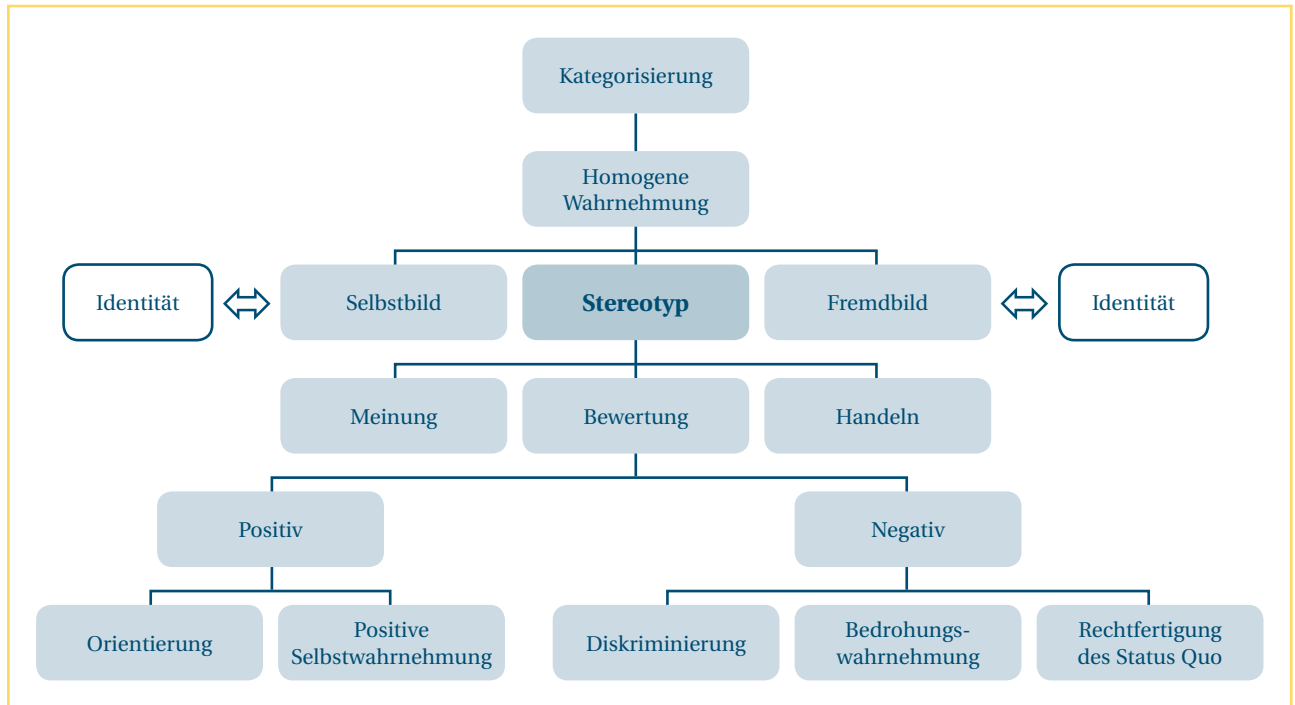 Kategorisierung
Homogene
Wahrnehmung
Identität
Selbstbild
Stereotyp
Fremdbild
Identität
Meinung
Bewertung
Handeln
Positiv
Negativ
Orientierung
Positive
Selbstwahrnehmung
Diskriminierung
Bedrohungs-
wahrnehmung
Rechtfertigung
des Status Quo